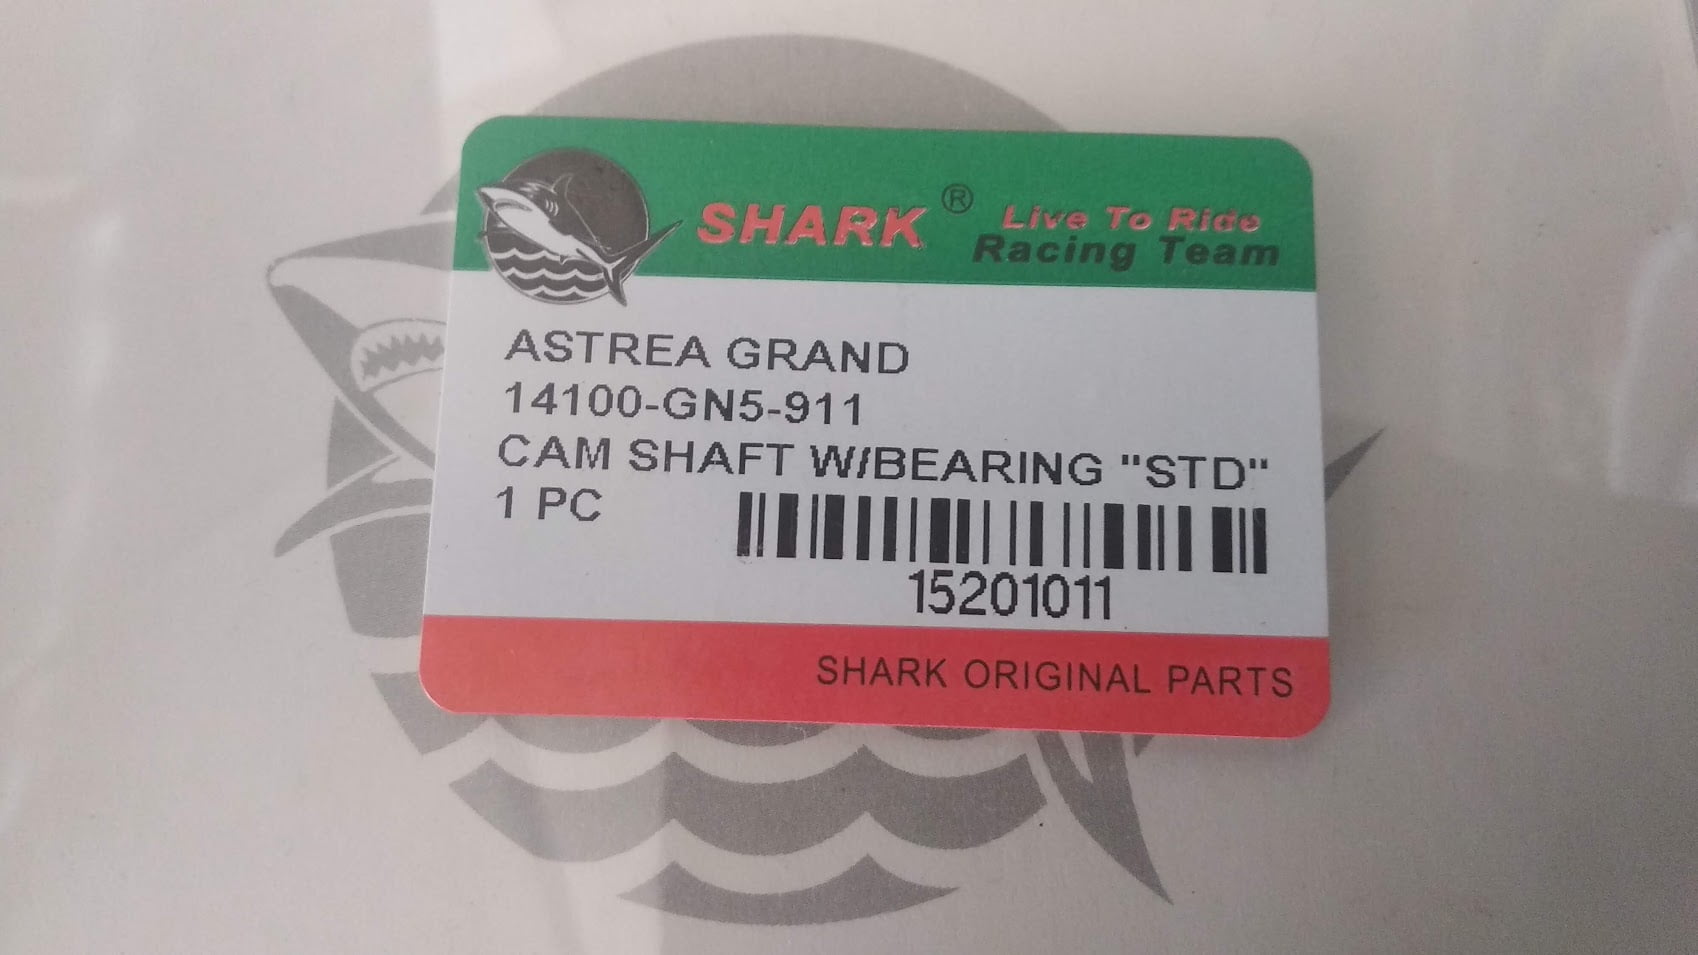 SHARK ® Live To Ride
Racing Team
ASTREA GRAND
14100-GN5-911
CAM SHAFT W/BEARING "STD"
1 PC
15201011
SHARK ORIGINAL PARTS